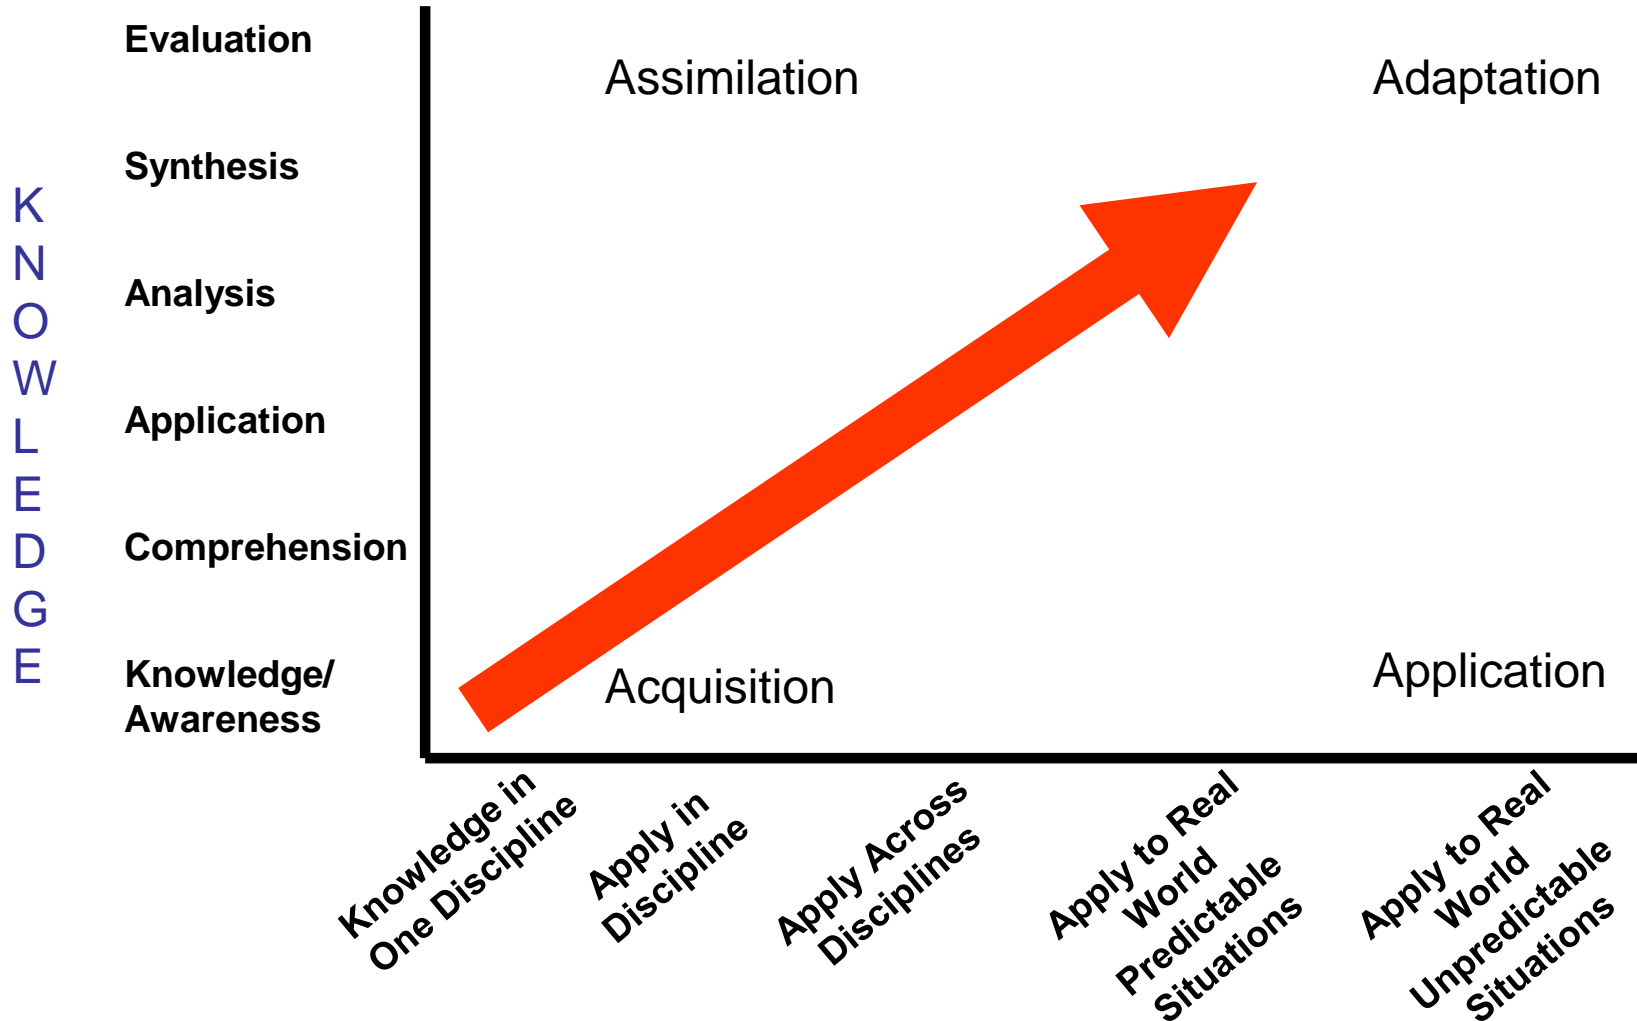 KNOWLEDGE
Evaluation
Synthesis
Analysis
Application
Comprehension
Knowledge/
Awareness
Assimilation
Adaptation
Acquisition
Application
Knowledge in
One Discipline
Apply in
Discipline
Apply Across
Disciplines
Apply to Real
World
Predictable
Situations
Apply to Real
World
Unpredictable
Situations